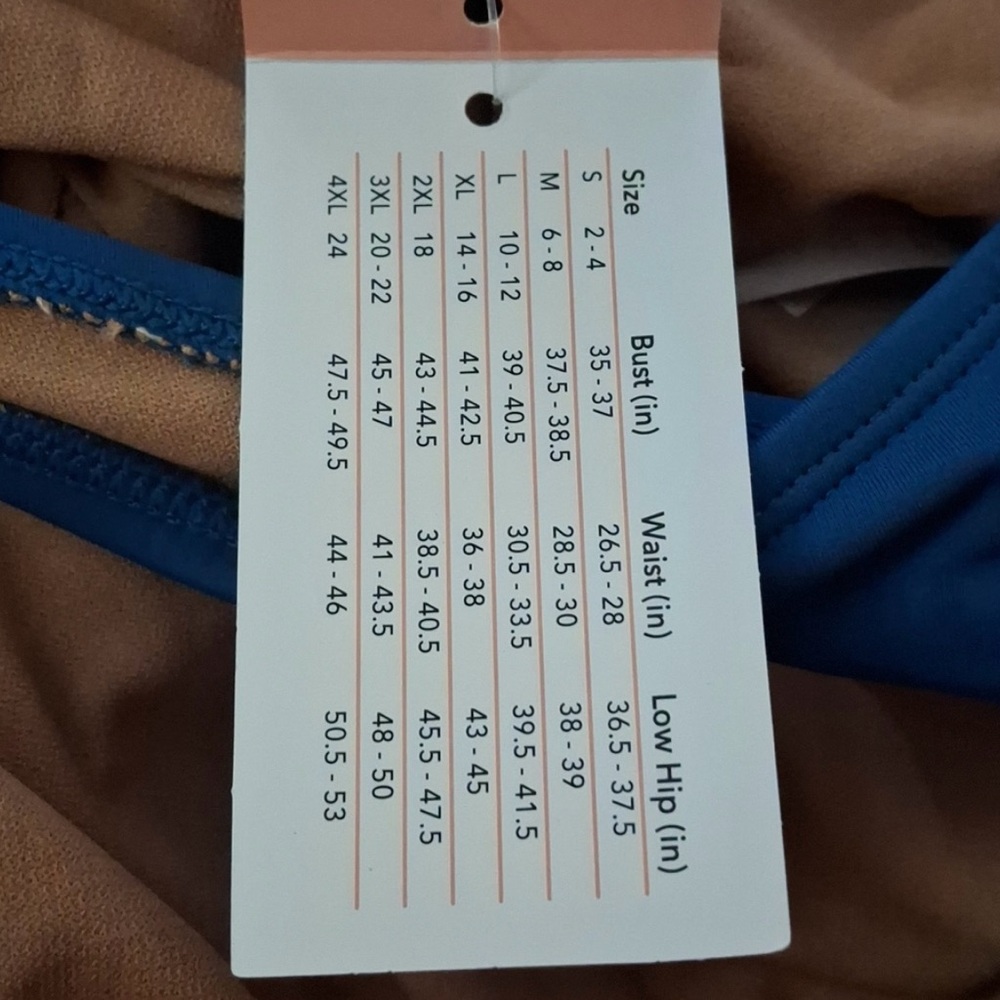 Size Bust (in) Waist (in) Low Hip (in)
S 2 - 4 35 - 37 26.5 - 28 36.5 - 37.5
M 6 - 8 37.5 - 38.5 28.5 - 30 38 - 39
L 10 - 12 39 - 40.5 30.5 - 33.5 39.5 - 41.5
XL 14 - 16 41 - 42.5 36 - 38 43 - 45
2XL 18 43 - 44.5 38.5 - 40.5 45.5 - 47.5
3XL 20 - 22 45 - 47 41 - 43.5 48 - 50
4XL 24 47.5 - 49.5 44 - 46 50.5 - 53